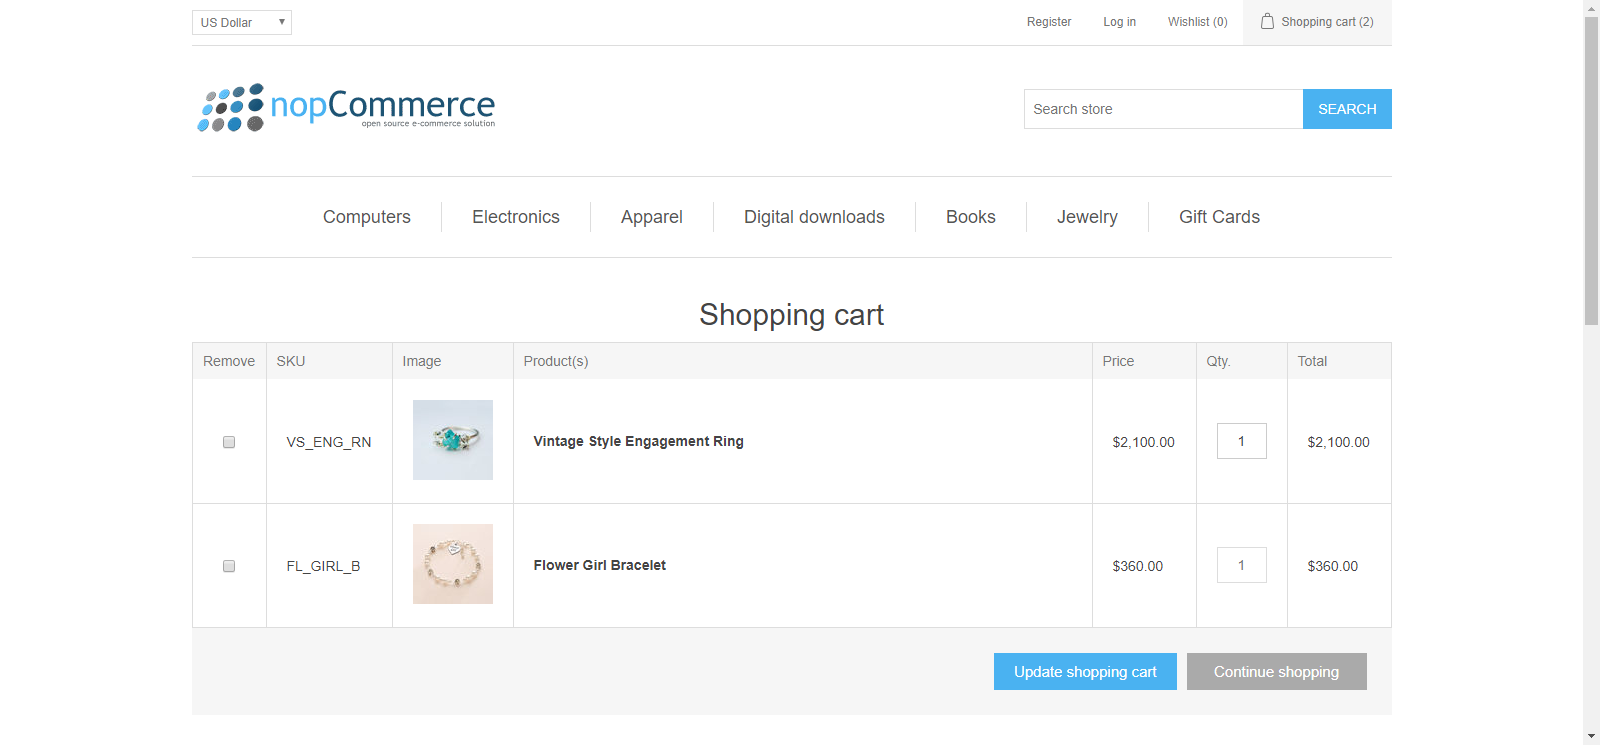 US Dollar
Register Log in Wishlist (0) Shopping cart (2)
nopCommerce
open source e-commerce solution
Search store SEARCH
Computers Electronics Apparel Digital downloads Books Jewelry Gift Cards
Shopping cart
Remove SKU Image Product(s) Price Qty. Total
VS_ENG_RN Vintage Style Engagement Ring $2,100.00 1 $2,100.00
FL_GIRL_B Flower Girl Bracelet $360.00 1 $360.00
Update shopping cart Continue shopping